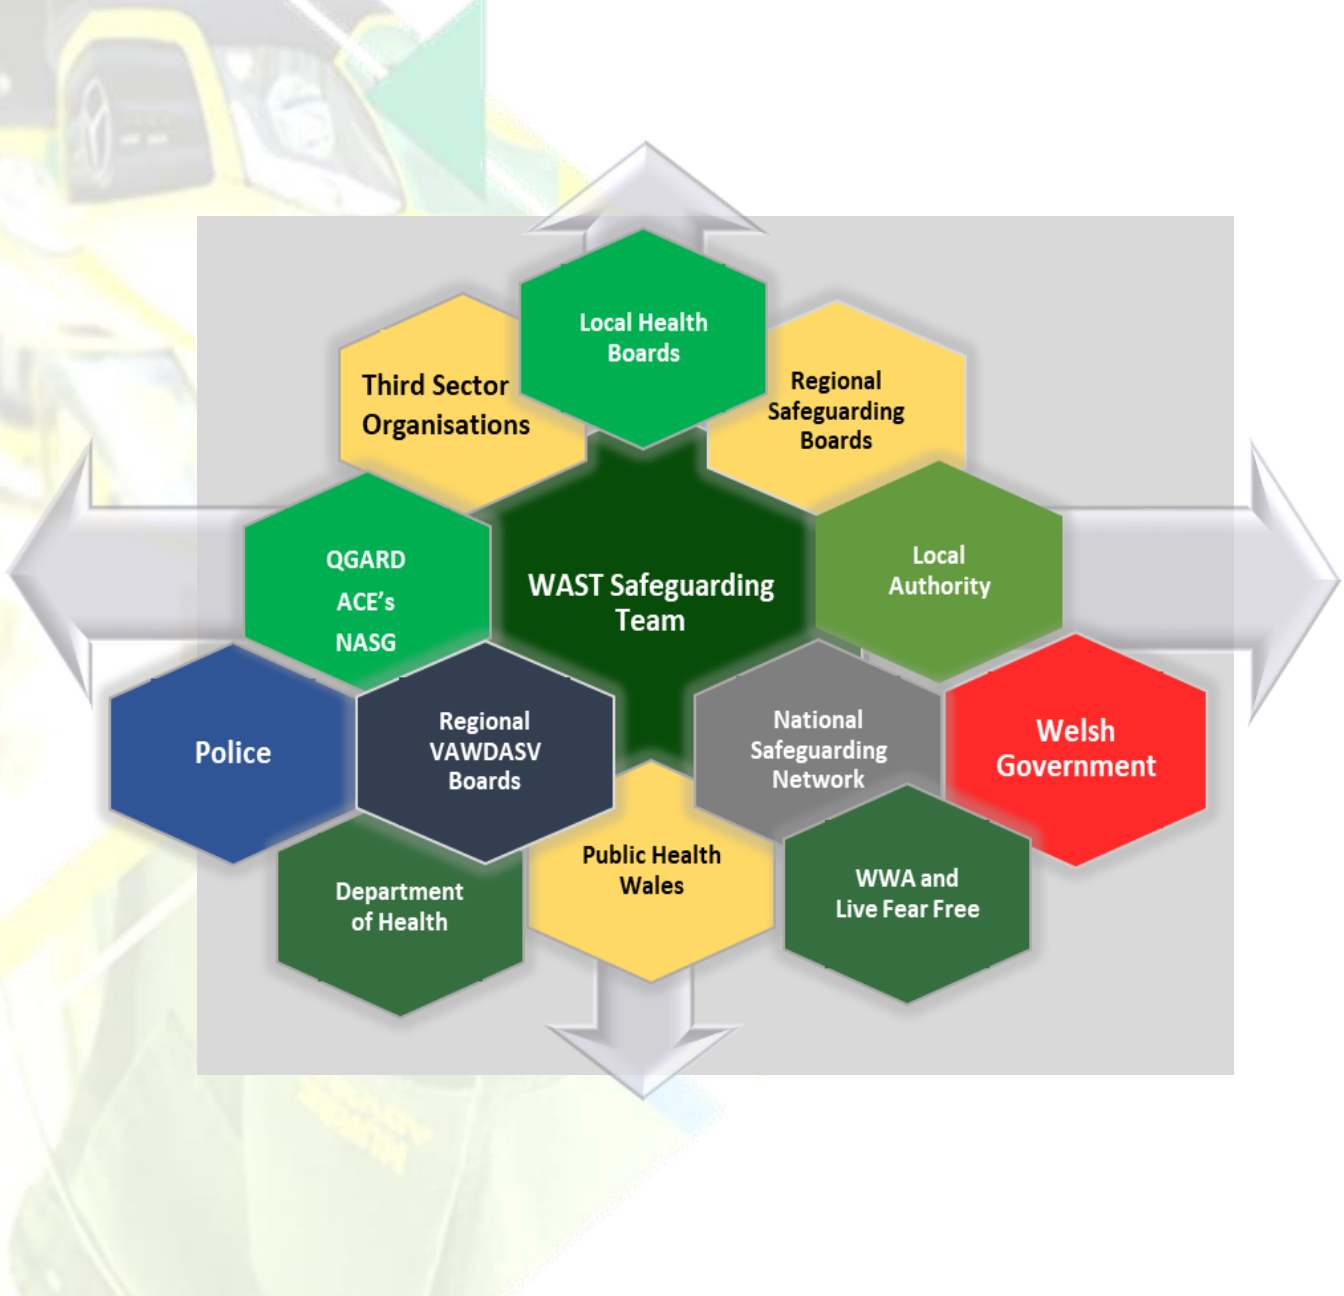 Local Health
Boards
Third Sector
Organisations
Regional
Safeguarding
Boards
QGARD
ACE’s
NASG
WAST Safeguarding
Team
Local
Authority
Police
Regional
VAWDASV
Boards
National
Safeguarding
Network
Welsh
Government
Department
of Health
Public Health
Wales
WWA and
Live Fear Free